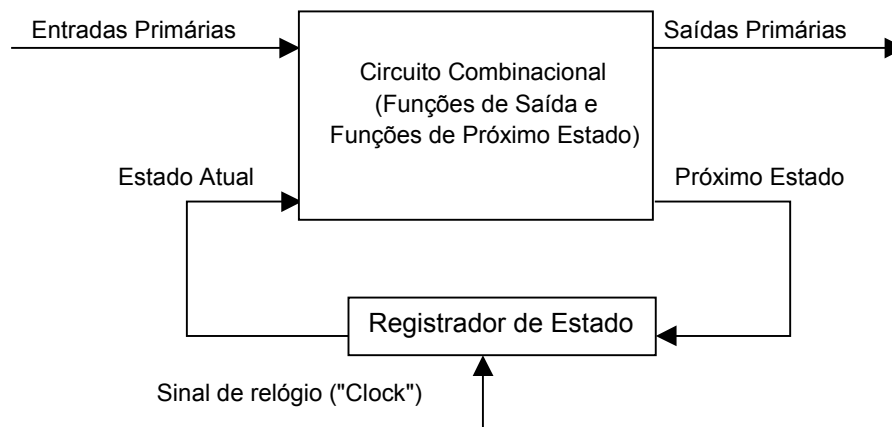 Entradas Primárias
Saídas Primárias
Circuito Combinacional
(Funções de Saída e
Funções de Próximo Estado)
Estado Atual
Próximo Estado
Registrador de Estado
Sinal de relógio ("Clock")